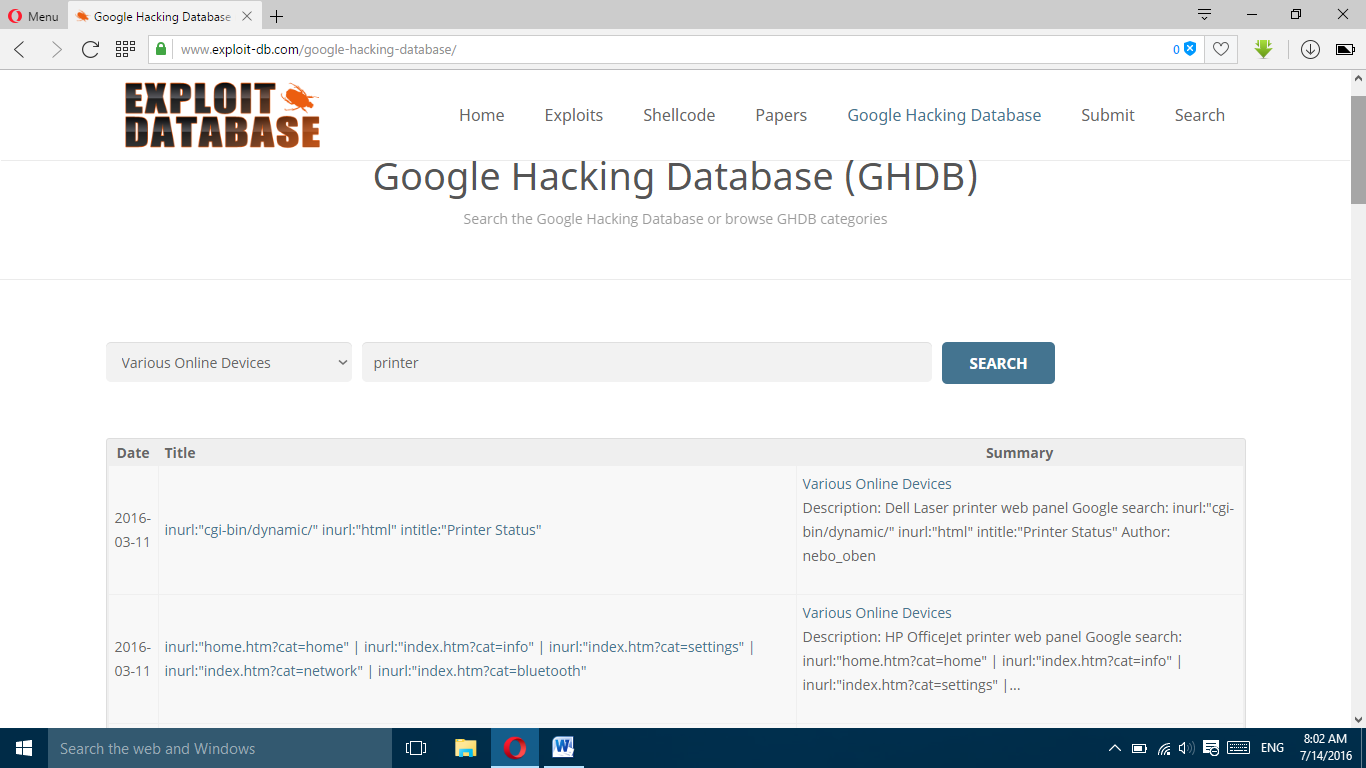 Menu
Google Hacking Database
www.exploit-db.com/google-hacking-database/
0
EXPLOIT
DATABASE
Home
Exploits
Shellcode
Papers
Google Hacking Database
Submit
Search
Google Hacking Database (GHDB)
Search the Google Hacking Database or browse GHDB categories
Various Online Devices
printer
SEARCH
Date
Title
Summary
2016-
03-11
inurl:"cgi-bin/dynamic/" inurl:"html" intitle:"Printer Status"
Various Online Devices
Description: Dell Laser printer web panel Google search: inurl:"cgi-
bin/dynamic/" inurl:"html" intitle:"Printer Status" Author:
nebo_oben
2016-
03-11
inurl:"home.htm?cat=home" | inurl:"index.htm?cat=info" | inurl:"index.htm?cat=settings" |
inurl:"index.htm?cat=network" | inurl:"index.htm?cat=bluetooth"
Various Online Devices
Description: HP OfficeJet printer web panel Google search:
inurl:"home.htm?cat=home" | inurl:"index.htm?cat=info" |
inurl:"index.htm?cat=settings" |...
Search the web and Windows
ENG
8:02 AM
7/14/2016